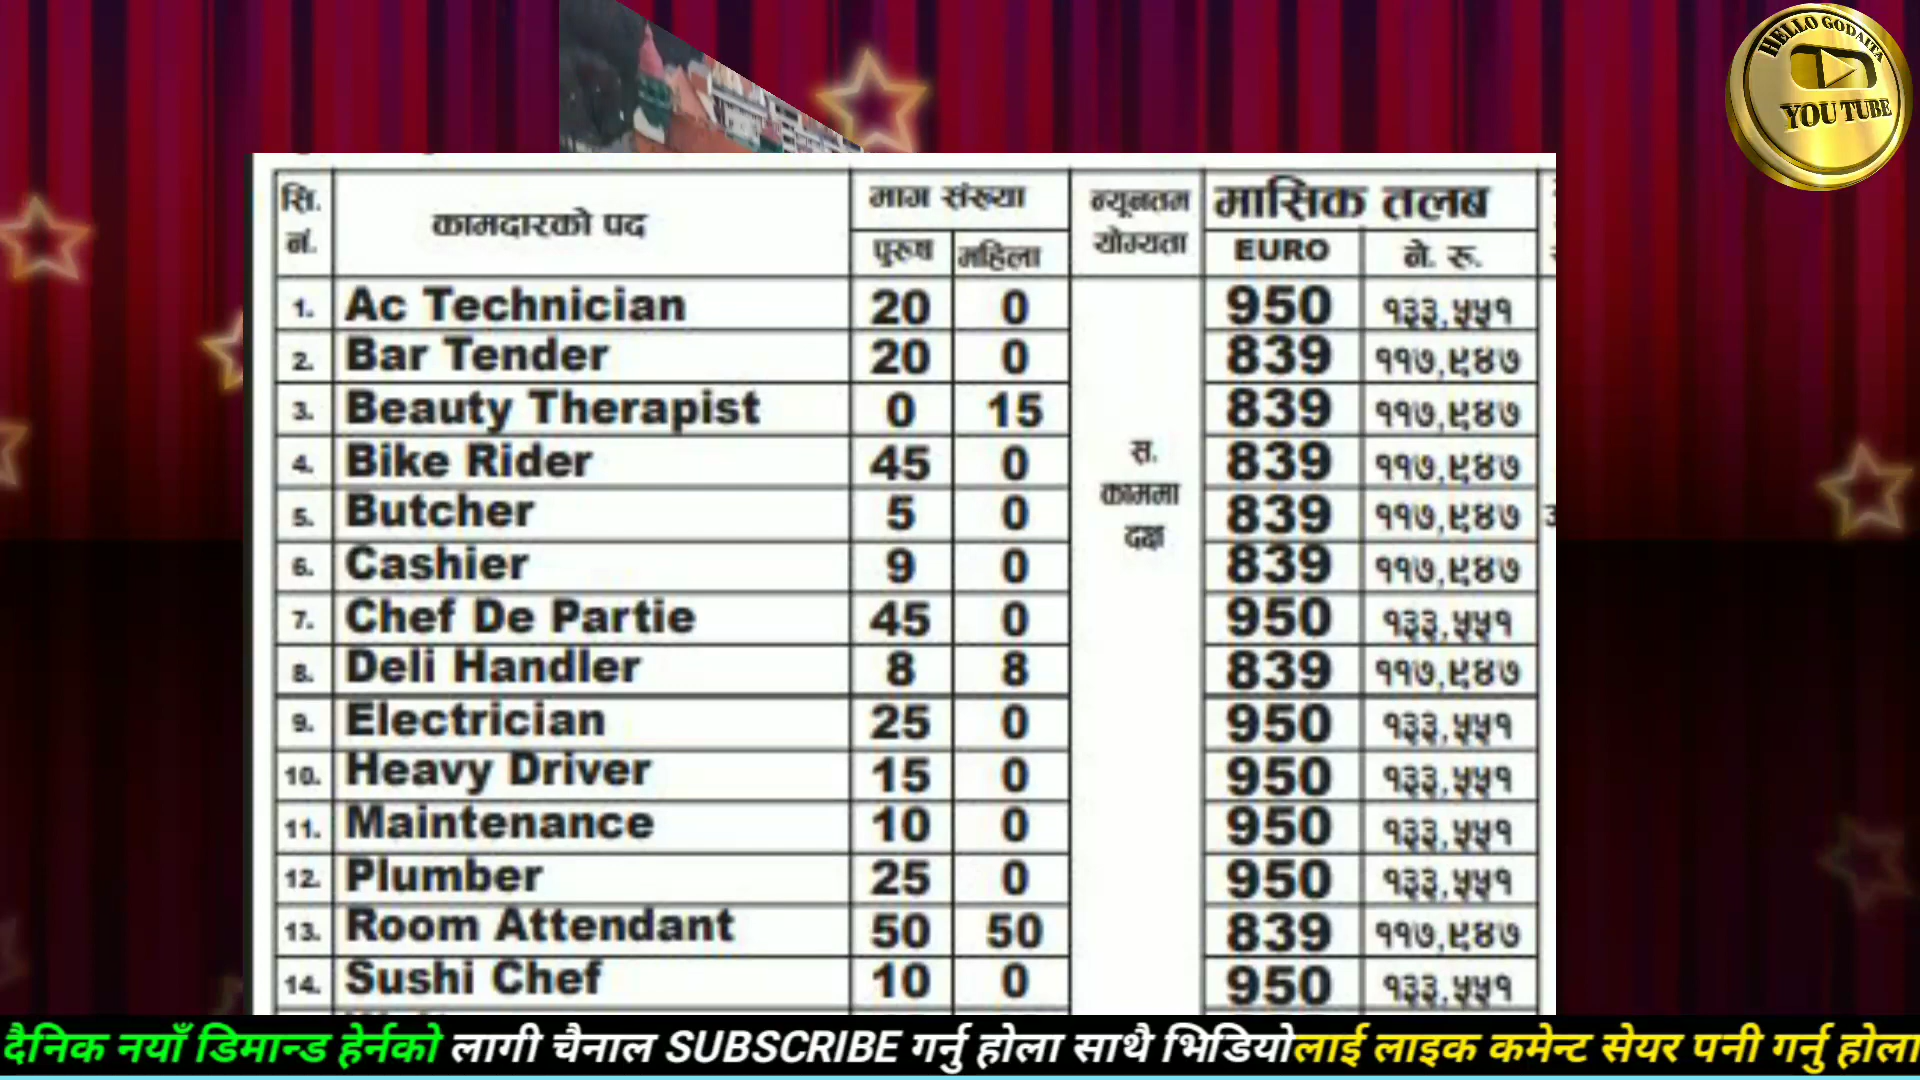 HELLO GODAITA
YOU TUBE
सि. नं. कामदारको पद माग संख्या न्यूनतम योग्यता मासिक तलब
पुरुष महिला EURO ने. रु.
1. Ac Technician 20 0 950 १३३,५५१
2. Bar Tender 20 0 839 ११७,९४७
3. Beauty Therapist 0 15 839 ११७,९४७
4. Bike Rider 45 0 839 ११७,९४७
5. Butcher 5 0 839 ११७,९४७
6. Cashier 9 0 839 ११७,९४७
7. Chef De Partie 45 0 950 १३३,५५१
8. Deli Handler 8 8 839 ११७,९४७
9. Electrician 25 0 950 १३३,५५१
10. Heavy Driver 15 0 950 १३३,५५१
11. Maintenance 10 0 950 १३३,५५१
12. Plumber 25 0 950 १३३,५५१
13. Room Attendant 50 50 839 ११७,९४७
14. Sushi Chef 10 0 950 १३३,५५१
स.
काममा
दक्ष
दैनिक नयाँ डिमान्ड हेर्नको लागी चैनाल SUBSCRIBE गर्नु होला साथै भिडियोलाई लाइक कमेन्ट सेयर पनी गर्नु होला